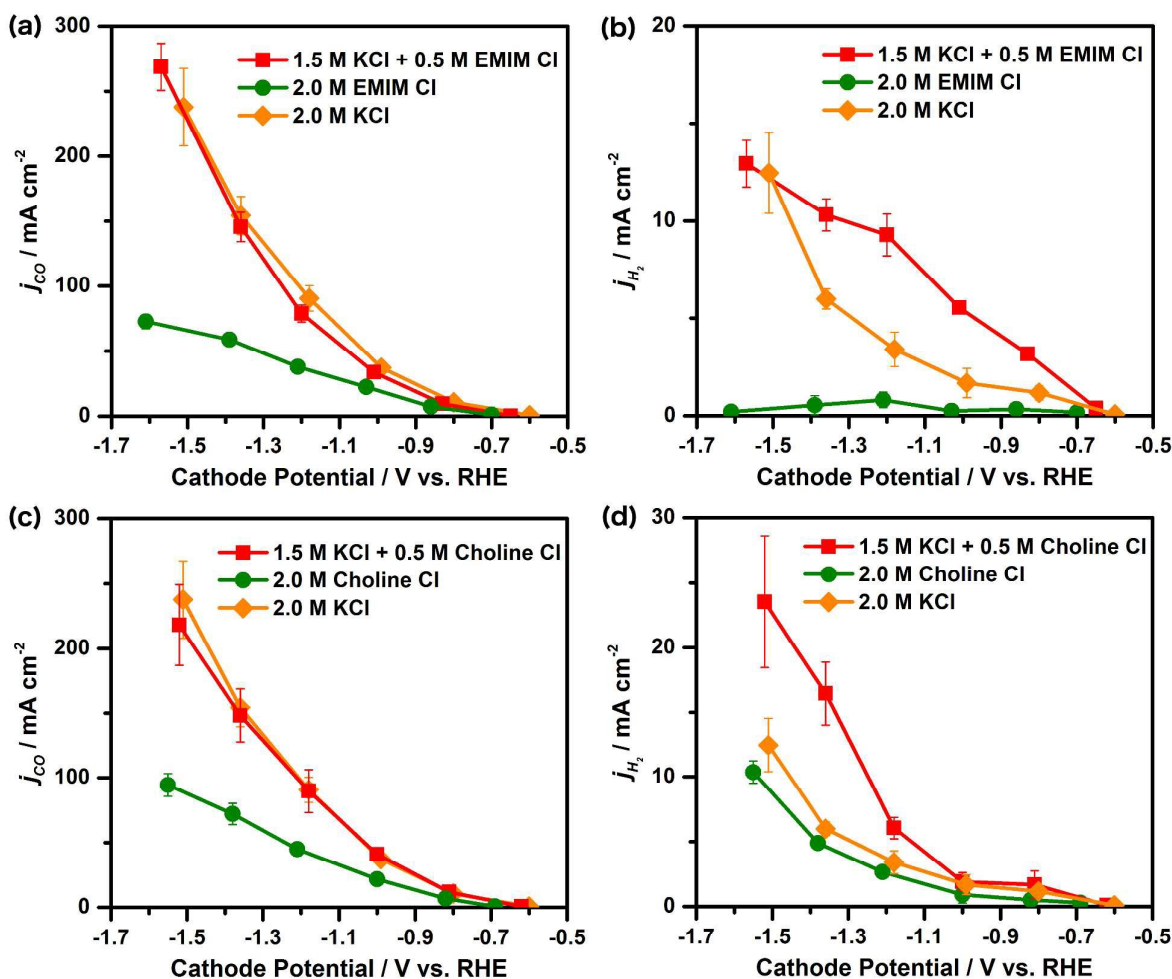 (a)
300
200
100
0
j_CO / mA cm⁻²
1.5 M KCl + 0.5 M EMIM Cl
2.0 M EMIM Cl
2.0 M KCl
-1.7 -1.5 -1.3 -1.1 -0.9 -0.7 -0.5
Cathode Potential / V vs. RHE
(b)
20
10
0
j_H₂ / mA cm⁻²
1.5 M KCl + 0.5 M EMIM Cl
2.0 M EMIM Cl
2.0 M KCl
-1.7 -1.5 -1.3 -1.1 -0.9 -0.7 -0.5
Cathode Potential / V vs. RHE
(c)
300
200
100
0
j_CO / mA cm⁻²
1.5 M KCl + 0.5 M Choline Cl
2.0 M Choline Cl
2.0 M KCl
-1.7 -1.5 -1.3 -1.1 -0.9 -0.7 -0.5
Cathode Potential / V vs. RHE
(d)
30
20
10
0
j_H₂ / mA cm⁻²
1.5 M KCl + 0.5 M Choline Cl
2.0 M Choline Cl
2.0 M KCl
-1.7 -1.5 -1.3 -1.1 -0.9 -0.7 -0.5
Cathode Potential / V vs. RHE